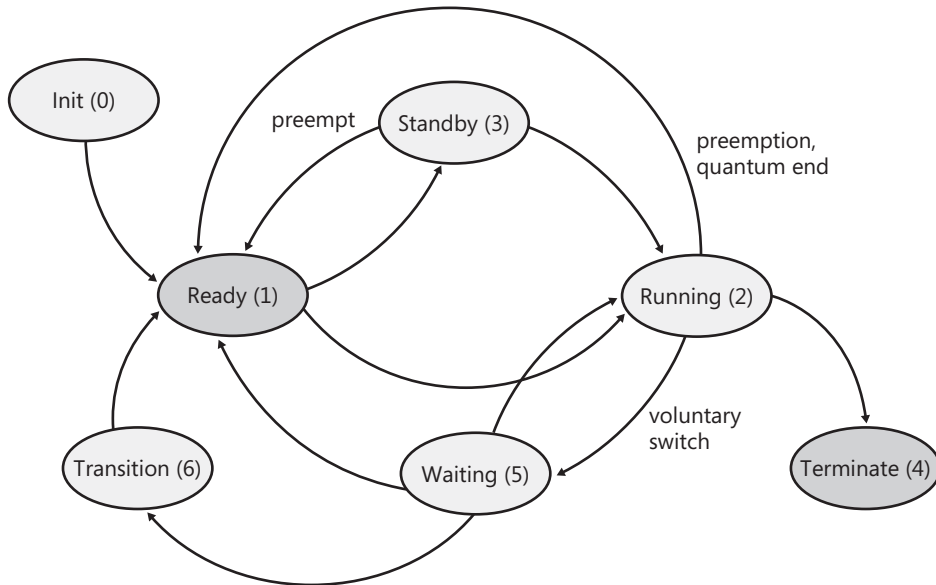 Init (0)
preempt
Standby (3)
preemption,
quantum end
Ready (1)
Running (2)
voluntary
switch
Transition (6)
Waiting (5)
Terminate (4)